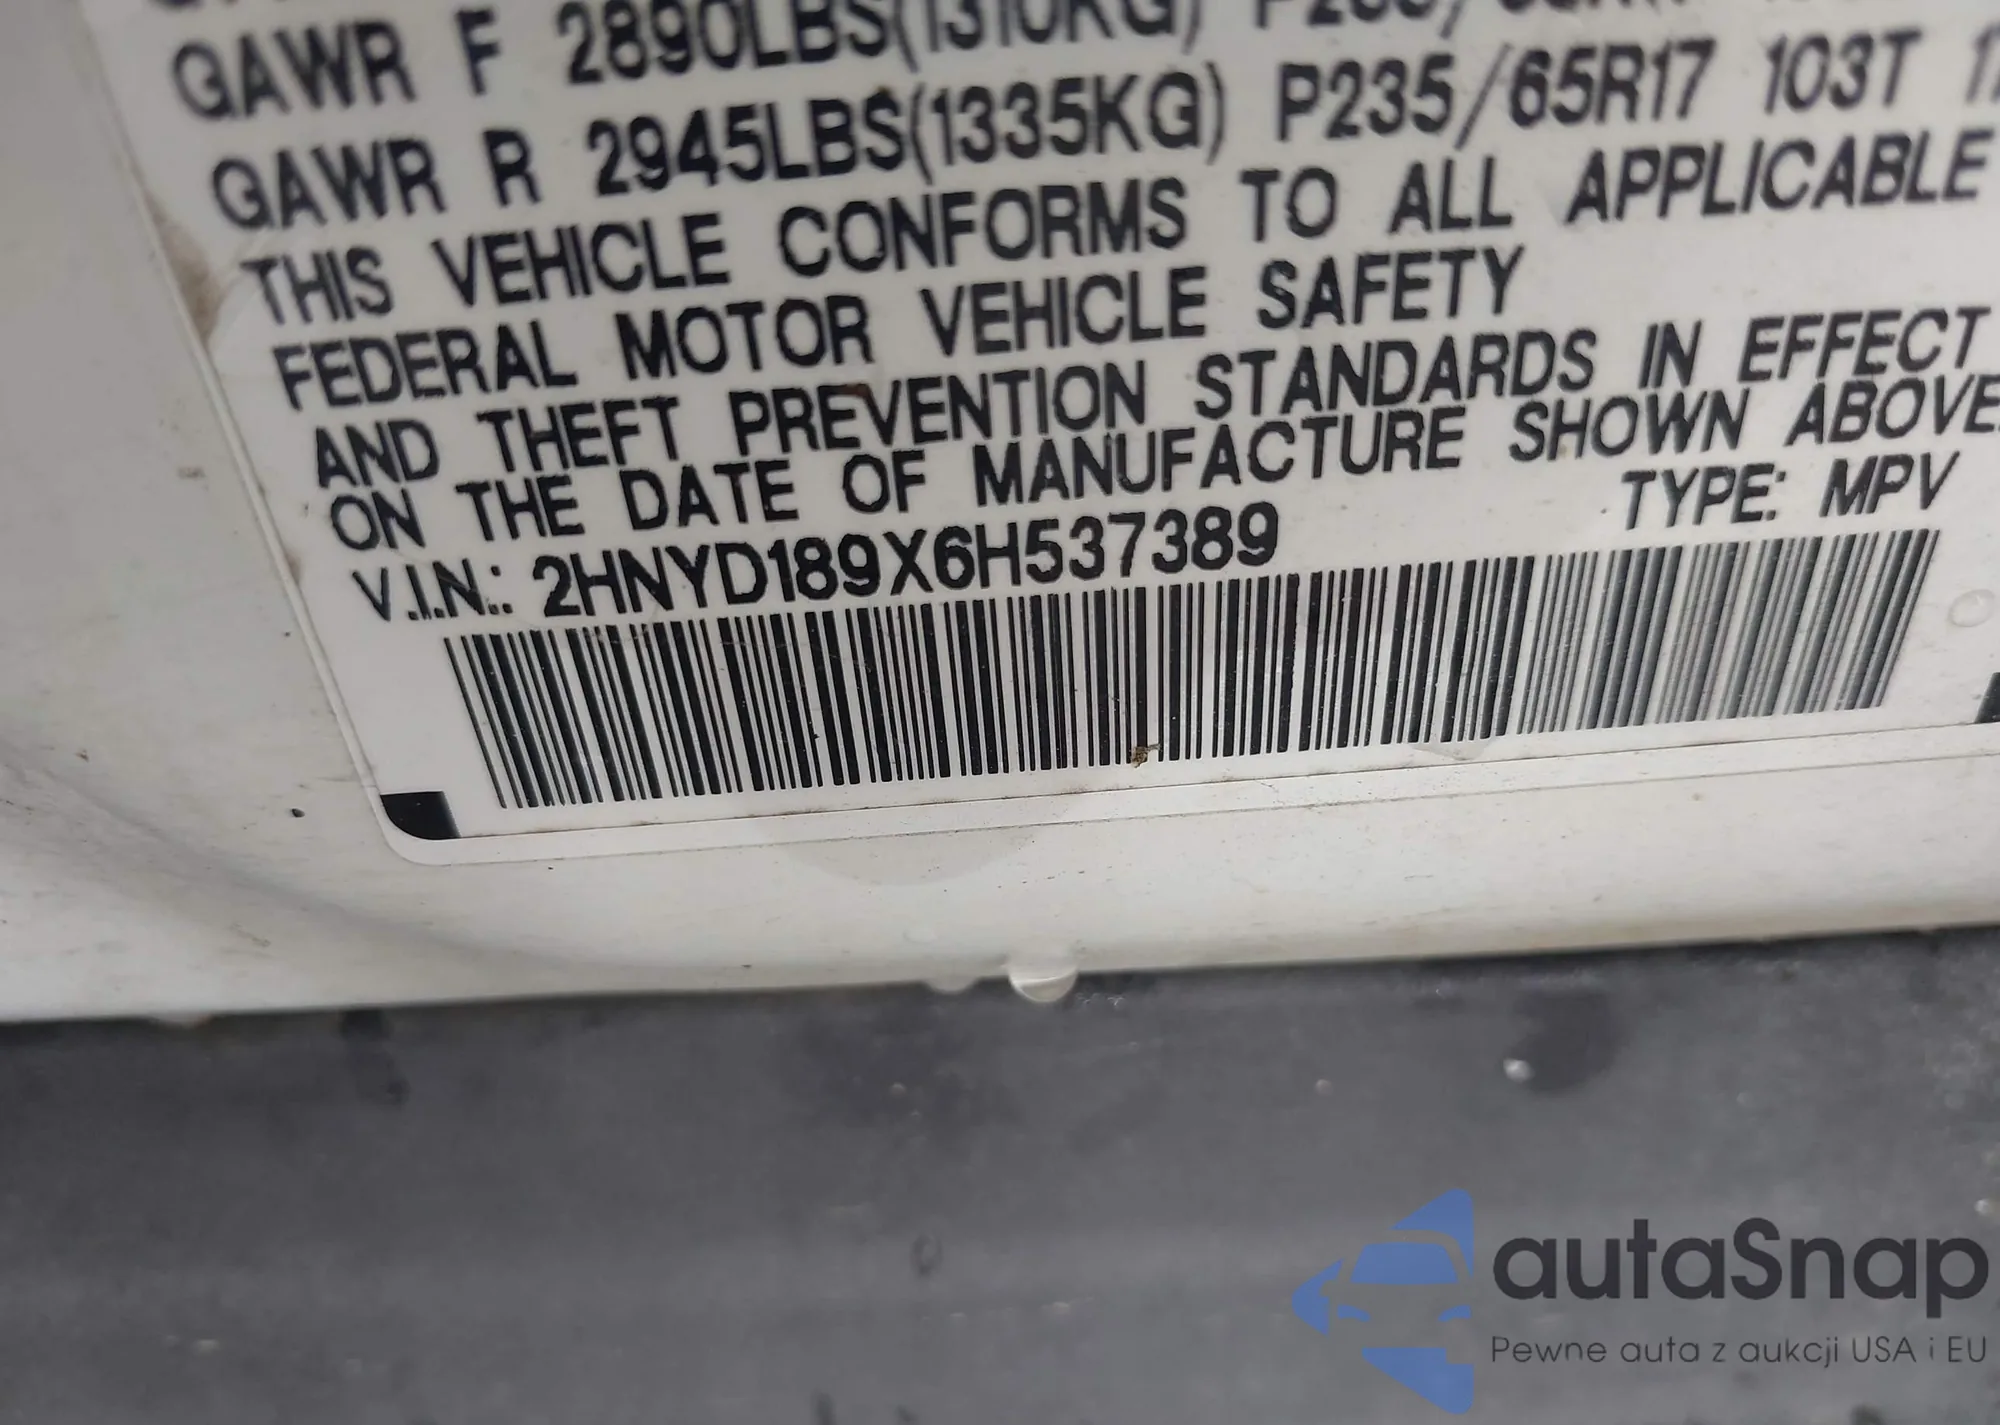 GAWR F 2890LBS(1310KG)
GAWR R 2945LBS(1335KG) P235/65R17 103T
THIS VEHICLE CONFORMS TO ALL APPLICABLE
FEDERAL MOTOR VEHICLE SAFETY
AND THEFT PREVENTION STANDARDS IN EFFECT
ON THE DATE OF MANUFACTURE SHOWN ABOVE.
V.I.N.: 2HNYD189X6H537389 TYPE: MPV
autaSnap
Pewne auta z aukcji USA i EU